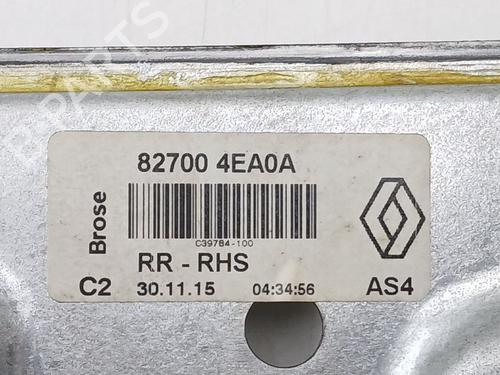 B-PARTS
82700 4EA0A
Brose
C39784-100
RR - RHS
C2 30.11.15 04:34:56 AS4